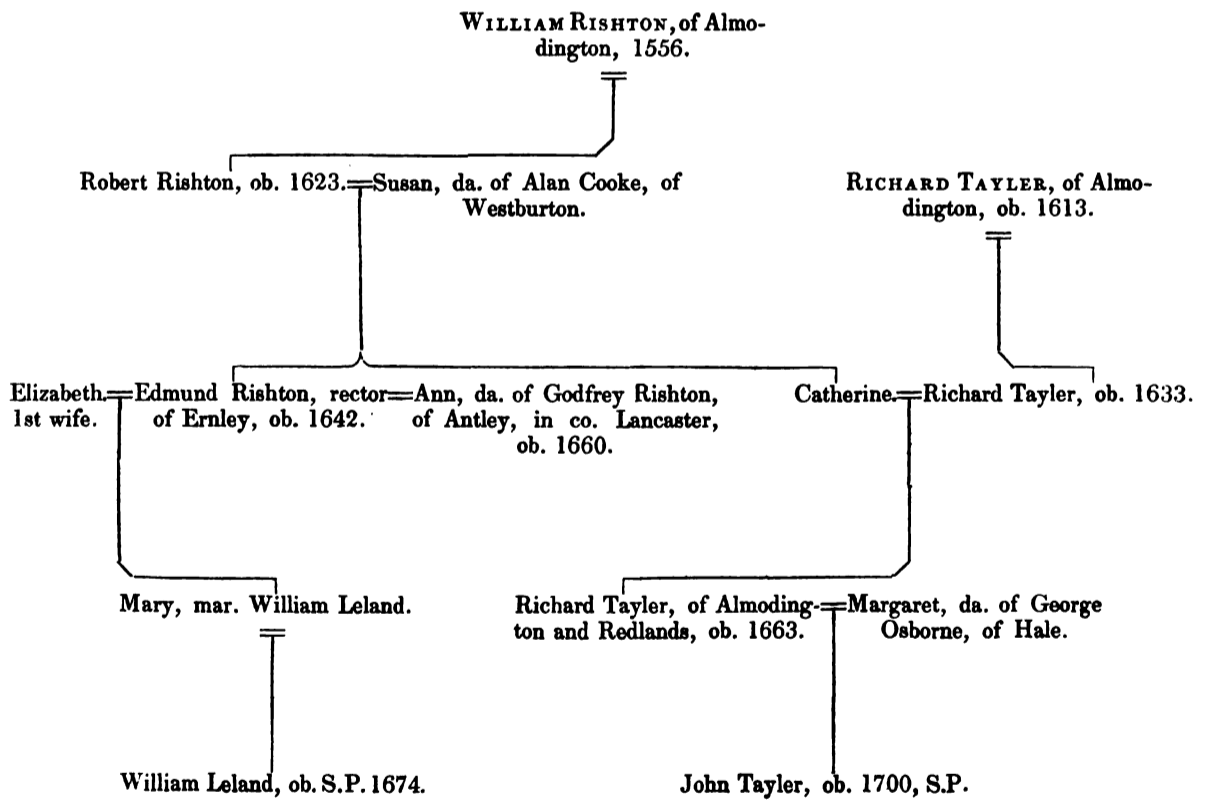 WILLIAM RISHTON, of Almo-
dington, 1556.
Robert Rishton, ob. 1623.=Susan, da. of Alan Cooke, of
Westburton.
RICHARD TAYLER, of Almo-
dington, ob. 1613.
Elizabeth.=Edmund Rishton, rector=Ann, da. of Godfrey Rishton,
1st wife. of Ernley, ob. 1642. of Antley, in co. Lancaster,
ob. 1660.
Catherine.=Richard Tayler, ob. 1633.
Mary, mar. William Leland.
Richard Tayler, of Almoding-=Margaret, da. of George
ton and Redlands, ob. 1663. Osborne, of Hale.
William Leland, ob. S.P. 1674.
John Tayler, ob. 1700, S.P.